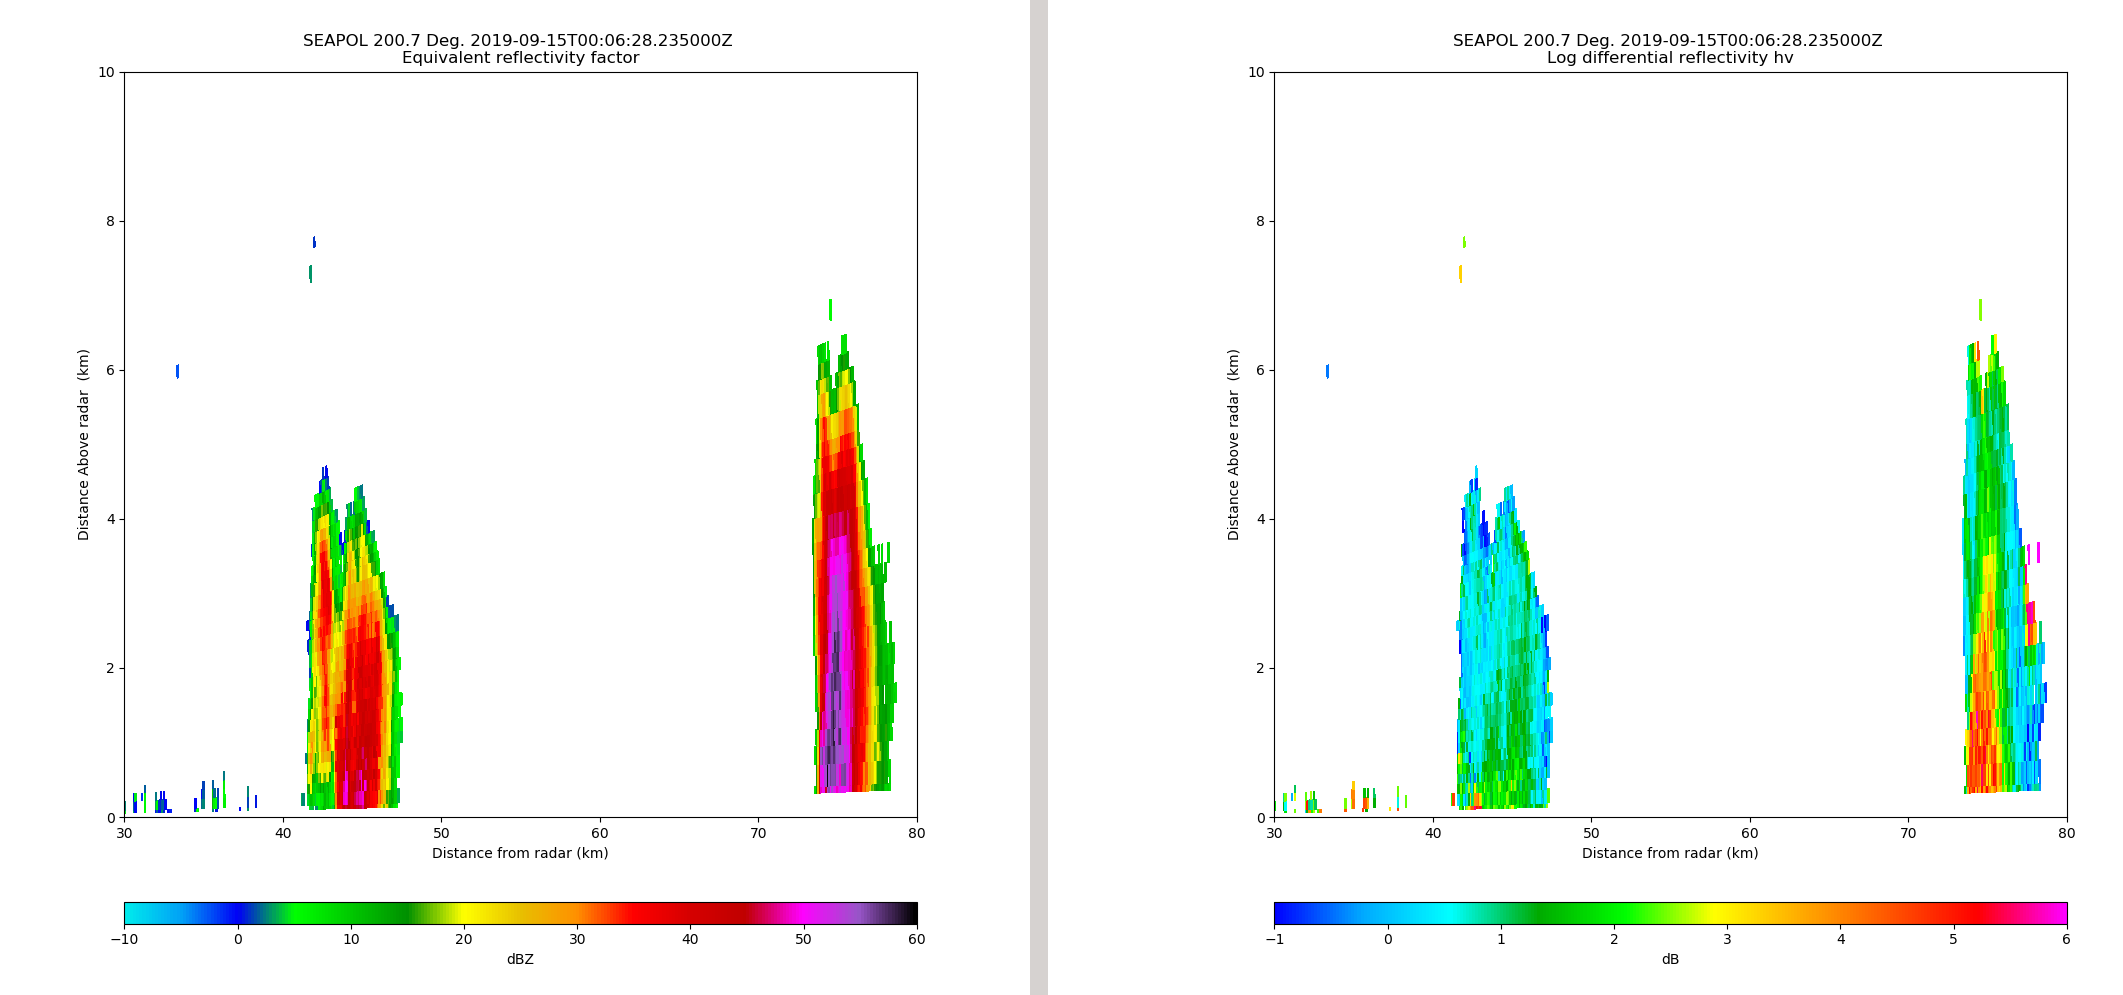 SEAPOL 200.7 Deg. 2019-09-15T00:06:28.235000Z
Equivalent reflectivity factor
10
8
6
4
2
0
Distance Above radar (km)
30 40 50 60 70 80
Distance from radar (km)
−10 0 10 20 30 40 50 60
dBZ
SEAPOL 200.7 Deg. 2019-09-15T00:06:28.235000Z
Log differential reflectivity hv
10
8
6
4
2
0
Distance Above radar (km)
30 40 50 60 70 80
Distance from radar (km)
−1 0 1 2 3 4 5 6
dB